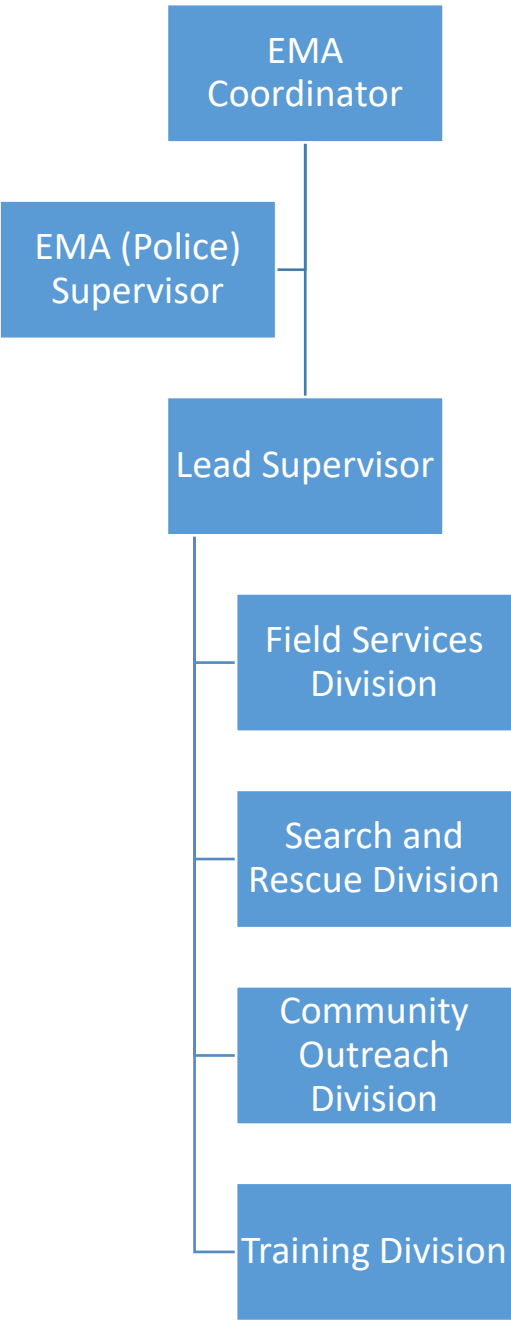 EMA
Coordinator
EMA (Police)
Supervisor
Lead Supervisor
Field Services
Division
Search and
Rescue Division
Community
Outreach
Division
Training Division